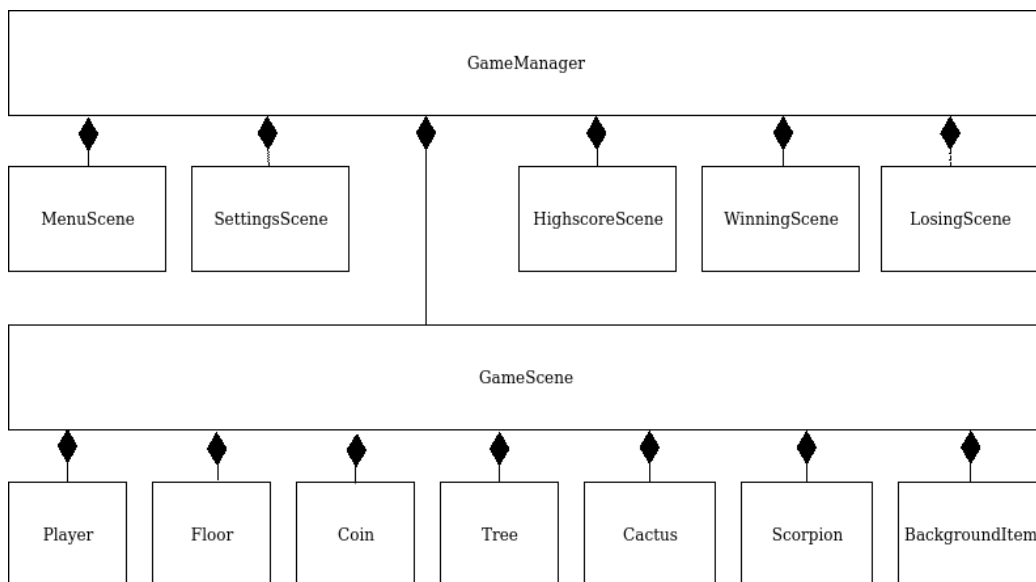 GameManager
MenuScene
SettingsScene
HighscoreScene
WinningScene
LosingScene
GameScene
Player
Floor
Coin
Tree
Cactus
Scorpion
BackgroundItem